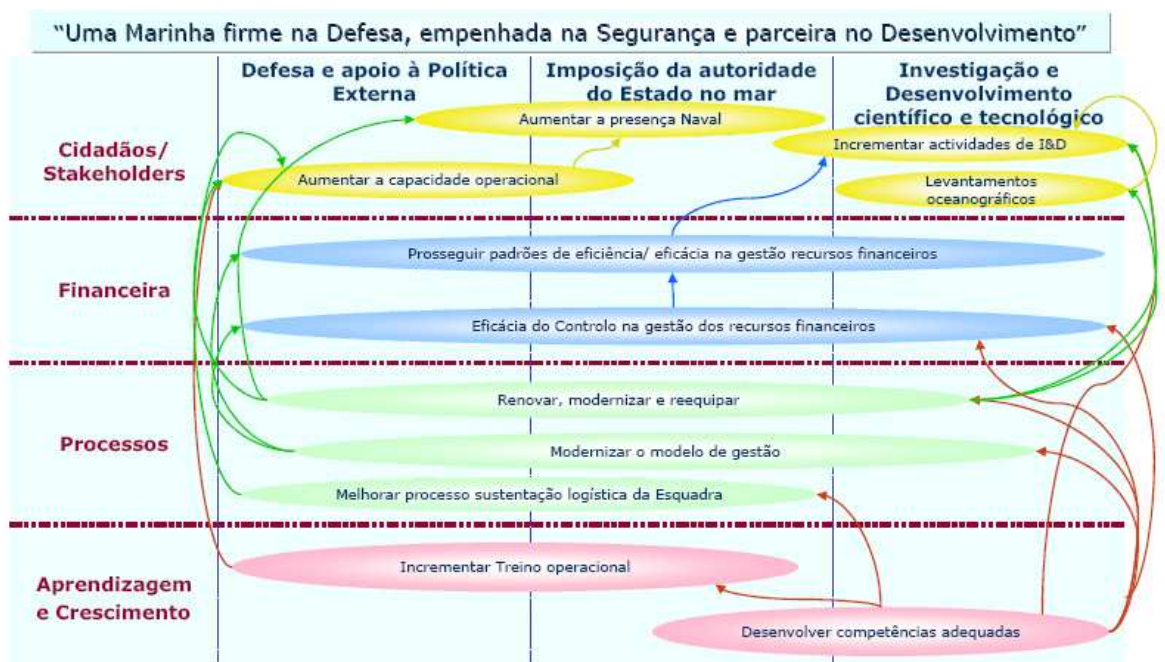 “Uma Marinha firme na Defesa, empenhada na Segurança e parceira no Desenvolvimento”
Defesa e apoio à Política
Externa
Imposição da autoridade
do Estado no mar
Investigação e
Desenvolvimento
científico e tecnológico
Cidadãos/
Stakeholders
Aumentar a presença Naval
Incrementar actividades de I&D
Aumentar a capacidade operacional
Levantamentos
oceanográficos
Financeira
Prosseguir padrões de eficiência/ eficácia na gestão recursos financeiros
Eficácia do Controlo na gestão dos recursos financeiros
Processos
Renovar, modernizar e reequipar
Modernizar o modelo de gestão
Melhorar processo sustentação logística da Esquadra
Aprendizagem
e Crescimento
Incrementar Treino operacional
Desenvolver competências adequadas